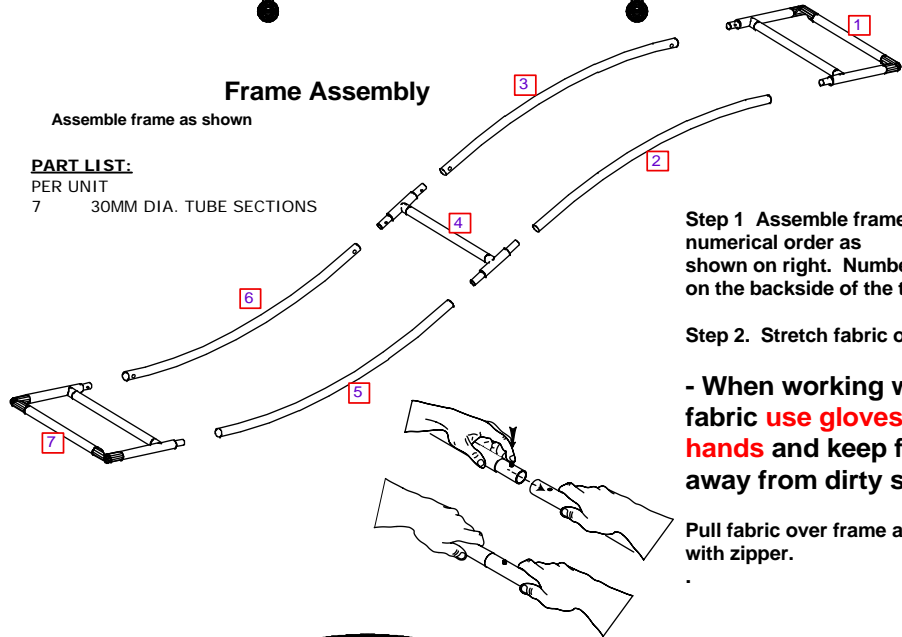 Frame Assembly
Assemble frame as shown
PART LIST:
PER UNIT
7 30MM DIA. TUBE SECTIONS
1
3
2
4
6
5
7
Step 1 Assemble frame
numerical order as
shown on right. Numbe
on the backside of the t
Step 2. Stretch fabric o
- When working w
fabric use gloves
hands and keep f
away from dirty s
Pull fabric over frame a
with zipper.
.